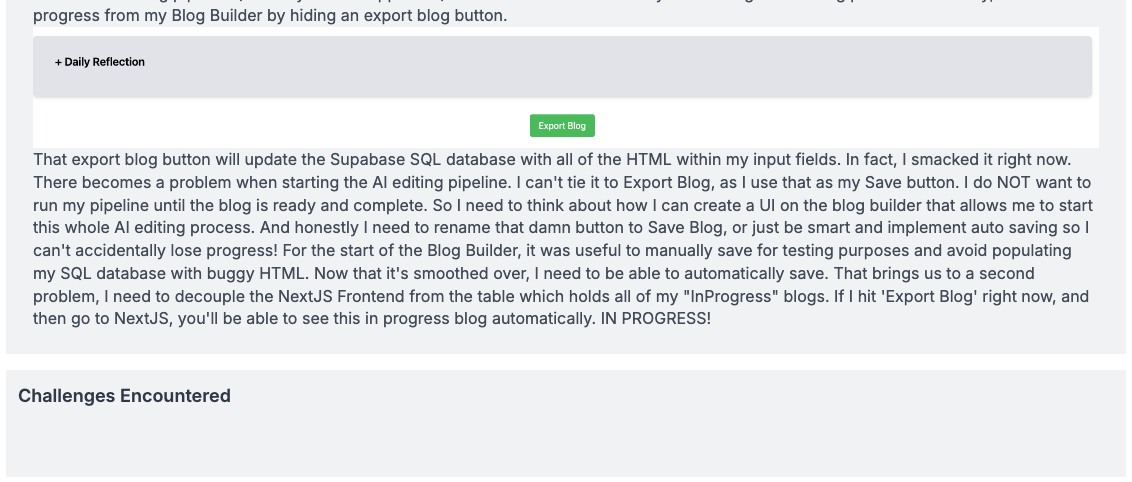 progress from my Blog Builder by hiding an export blog button.
+ Daily Reflection
Export Blog
That export blog button will update the Supabase SQL database with all of the HTML within my input fields. In fact, I smacked it right now.
There becomes a problem when starting the AI editing pipeline. I can't tie it to Export Blog, as I use that as my Save button. I do NOT want to
run my pipeline until the blog is ready and complete. So I need to think about how I can create a UI on the blog builder that allows me to start
this whole AI editing process. And honestly I need to rename that damn button to Save Blog, or just be smart and implement auto saving so I
can't accidentally lose progress! For the start of the Blog Builder, it was useful to manually save for testing purposes and avoid populating
my SQL database with buggy HTML. Now that it's smoothed over, I need to be able to automatically save. That brings us to a second
problem, I need to decouple the NextJS Frontend from the table which holds all of my "InProgress" blogs. If I hit 'Export Blog' right now, and
then go to NextJS, you'll be able to see this in progress blog automatically. IN PROGRESS!
Challenges Encountered